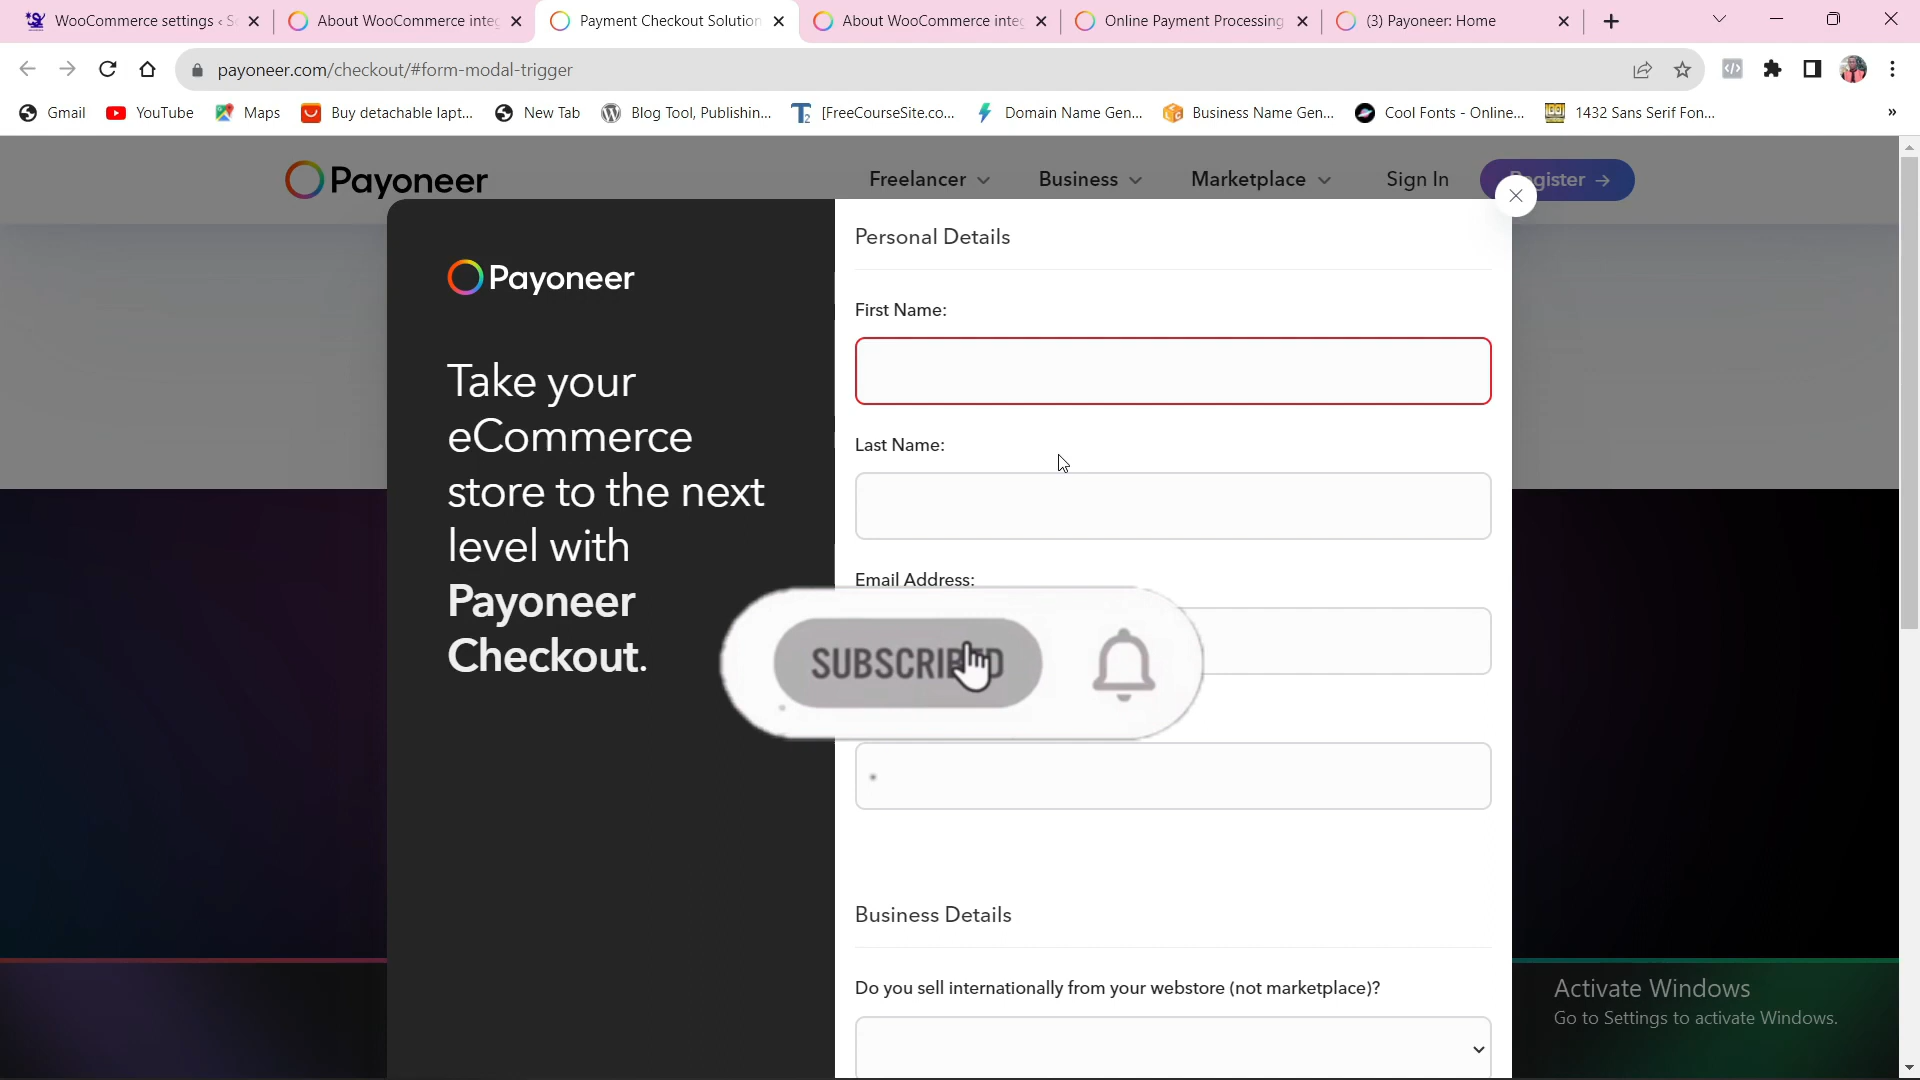 WooCommerce settings ‹ S
About WooCommerce inte
Payment Checkout Solution
About WooCommerce inte
Online Payment Processing
(3) Payoneer: Home
payoneer.com/checkout/#form-modal-trigger
Gmail
YouTube
Maps
Buy detachable lapt...
New Tab
Blog Tool, Publishin...
[FreeCourseSite.co...
Domain Name Gen...
Business Name Gen...
Cool Fonts - Online...
1432 Sans Serif Fon...
»
Payoneer
Freelancer
Business
Marketplace
Sign In
egister →
Payoneer
Take your
eCommerce
store to the next
level with
Payoneer
Checkout.
Personal Details
First Name:
Last Name:
Email Address:
SUBSCRIBED
Business Details
Do you sell internationally from your webstore (not marketplace)?
Activate Windows
Go to Settings to activate Windows.